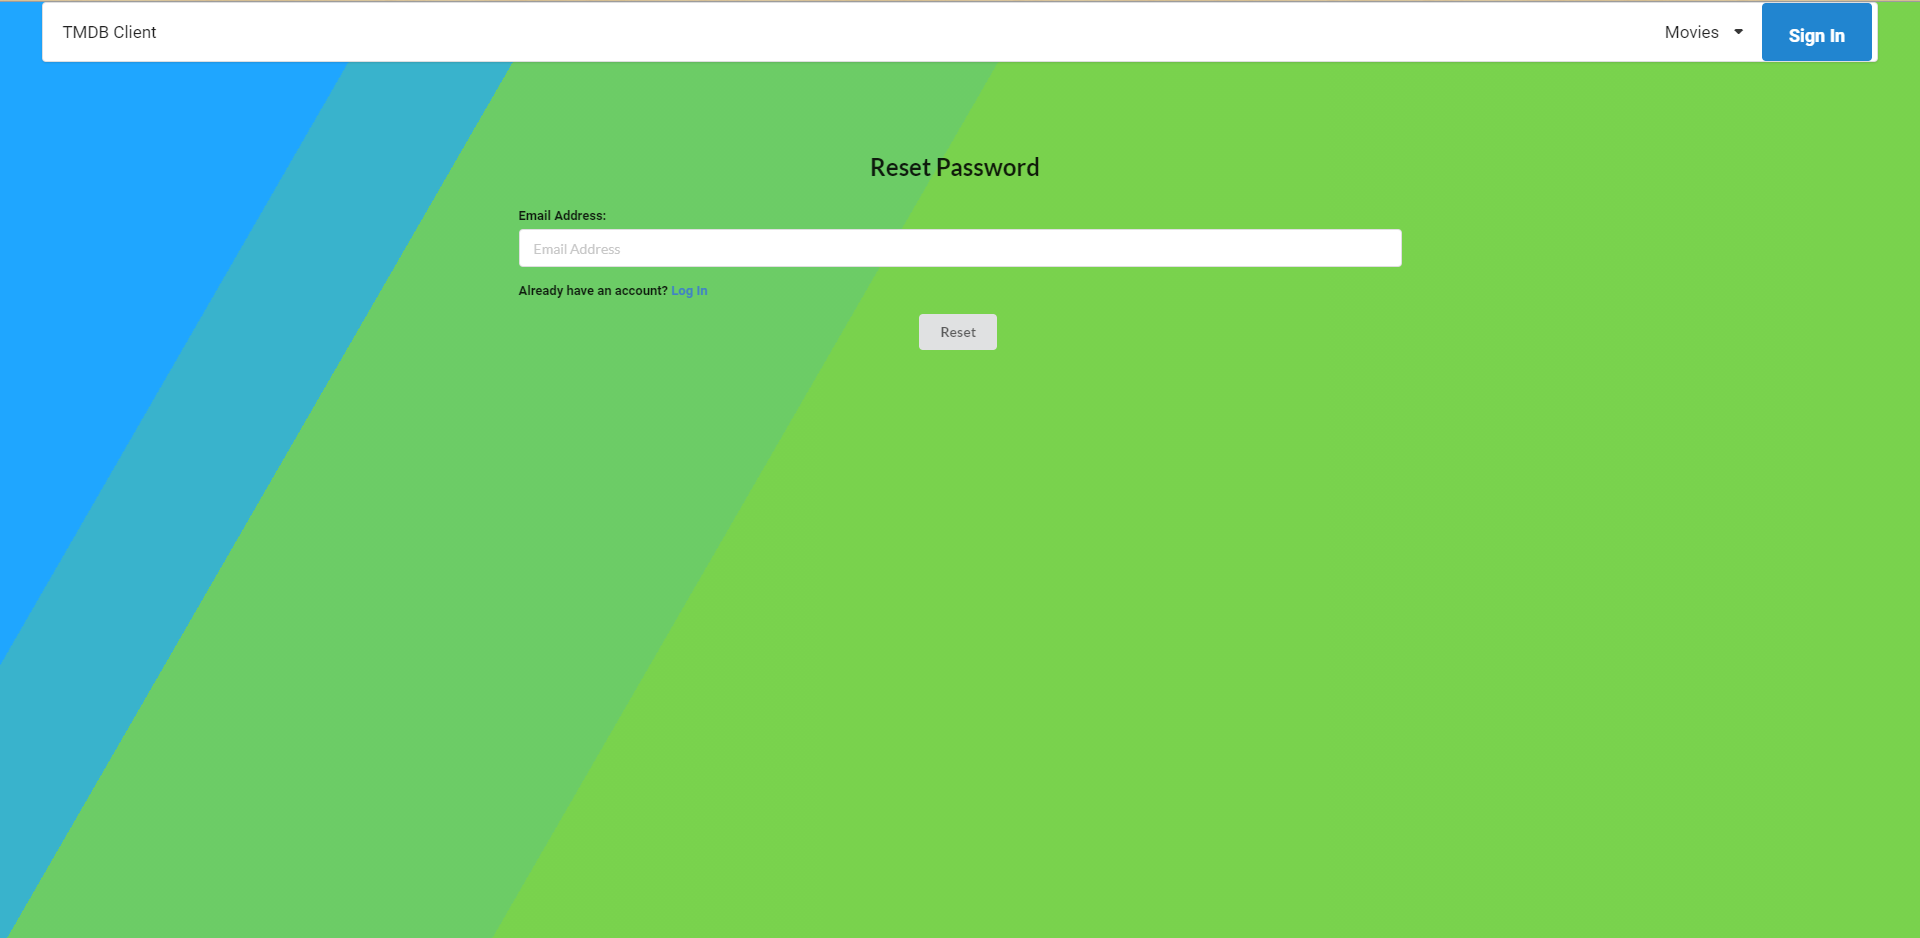 TMDB Client Movies Sign In
Reset Password
Email Address:
Email Address
Already have an account? Log In
Reset